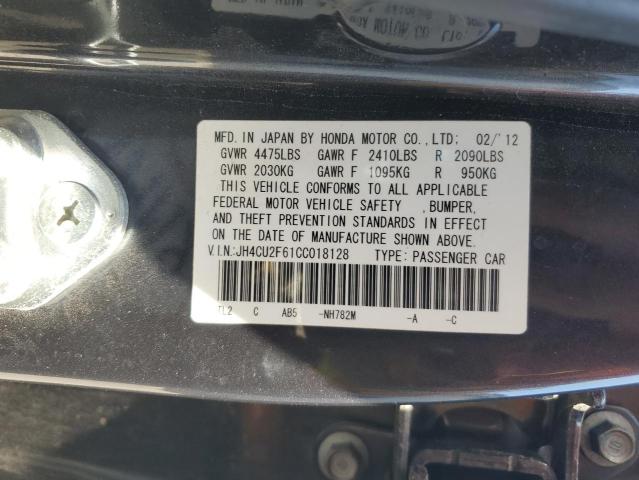 MFD. IN JAPAN BY HONDA MOTOR CO.,LTD: 02/'12
GVWR 4475LBS GAWR F 2410LBS R 2090LBS
GVWR 2030KG GAWR F 1095KG R 950KG
THIS VEHICLE CONFORMS TO ALL APPLICABLE
FEDERAL MOTOR VEHICLE SAFETY ,BUMPER,
AND THEFT PREVENTION STANDARDS IN EFFECT
ON THE DATE OF MANUFACTURE SHOWN ABOVE.
V.I.N.:JH4CU2F61CC018128 TYPE: PASSENGER CAR
TL2 C AB5 -NH782M -A -C